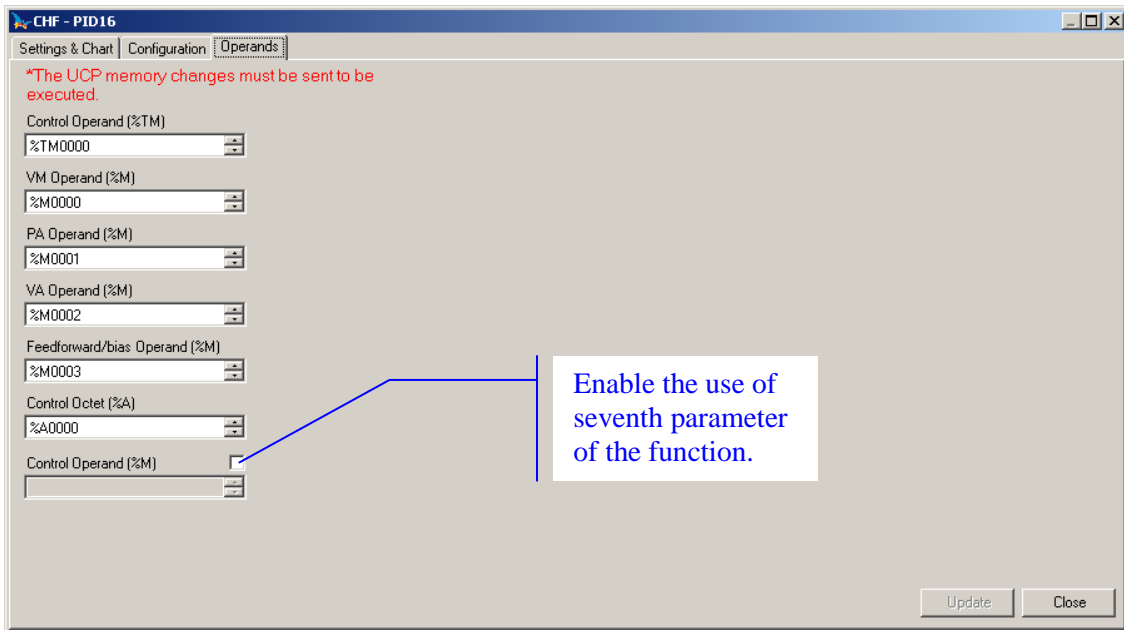 CHF - PID16
Settings & Chart Configuration Operands
*The UCP memory changes must be sent to be
executed.
Control Operand (%TM)
%TM0000
VM Operand (%M)
%M0000
PA Operand (%M)
%M0001
VA Operand (%M)
%M0002
Feedforward/bias Operand (%M)
%M0003
Control Octet (%A)
%A0000
Control Operand (%M)
Enable the use of
seventh parameter
of the function.
Update Close